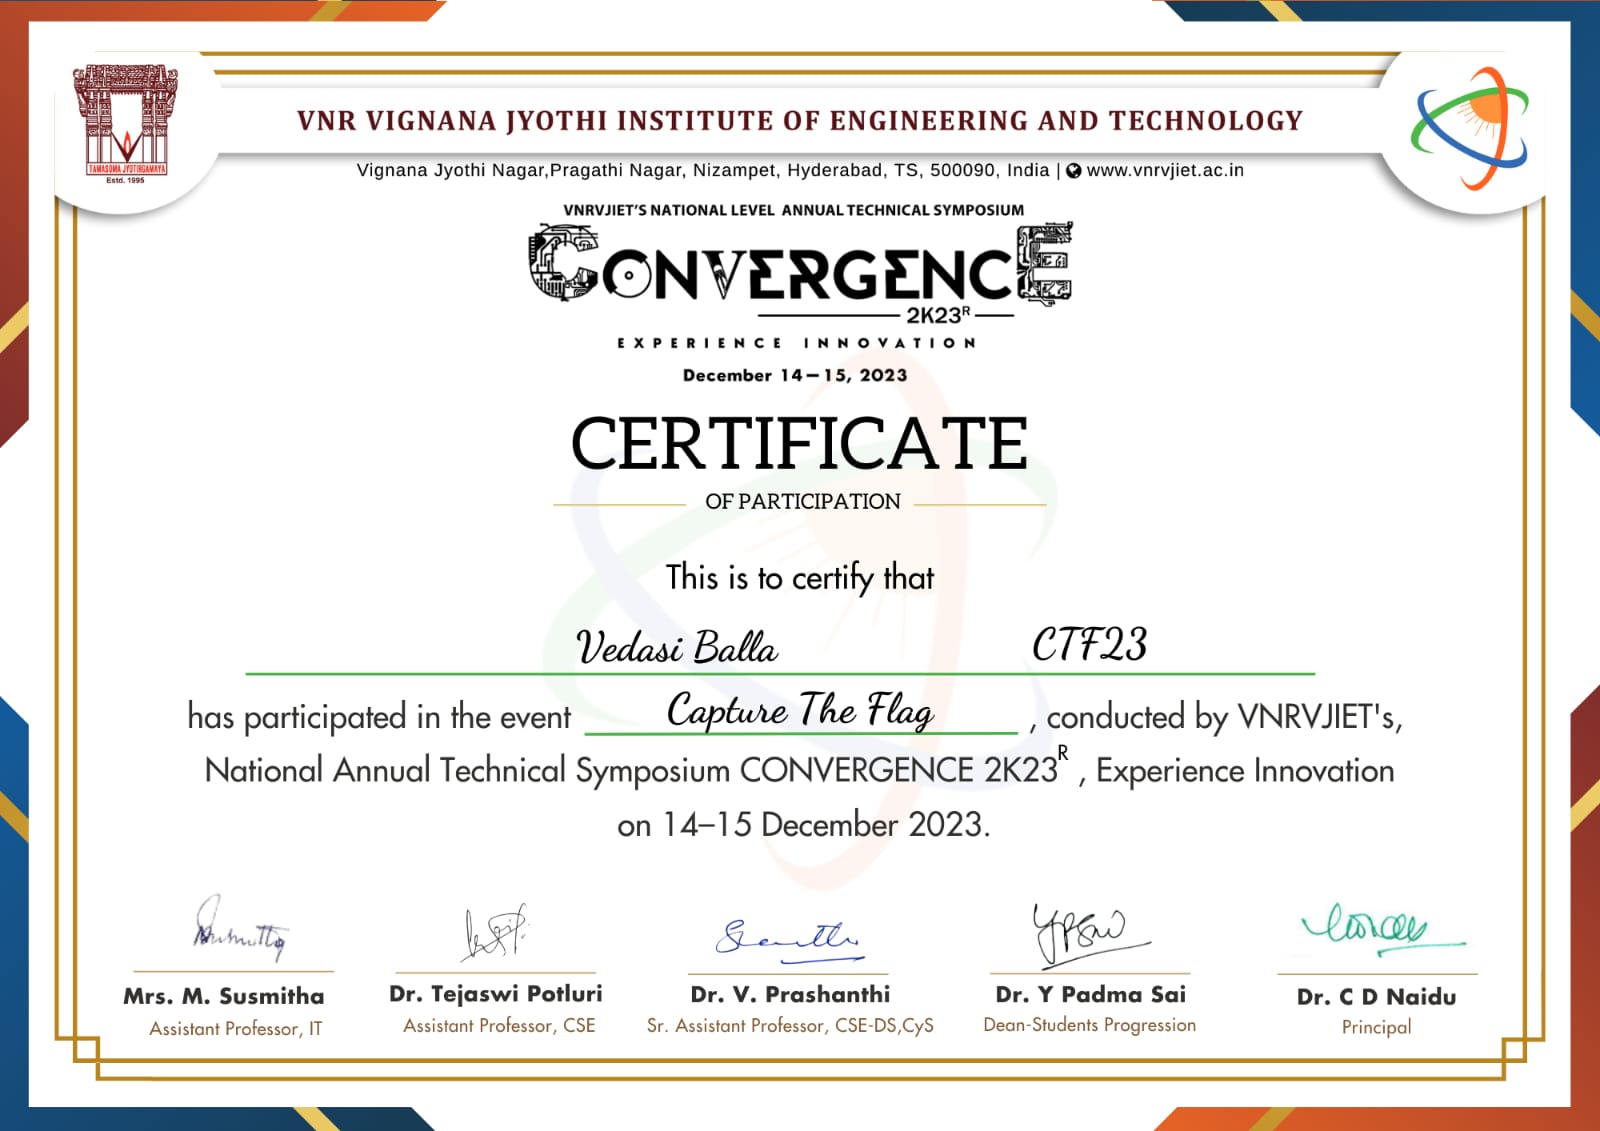 VNR VIGNANA JYOTHI INSTITUTE OF ENGINEERING AND TECHNOLOGY
TAMASOMA JYOTIRGAMAYA
Estd. 1995
Vignana Jyothi Nagar,Pragathi Nagar, Nizampet, Hyderabad, TS, 500090, India | www.vnrvjiet.ac.in
VNRVJIET'S NATIONAL LEVEL ANNUAL TECHNICAL SYMPOSIUM
CONVERGENCE
2K23R
EXPERIENCE INNOVATION
December 14–15, 2023
CERTIFICATE
OF PARTICIPATION
This is to certify that
Vedasi Balla CTF23
has participated in the event Capture The Flag , conducted by VNRVJIET's,
National Annual Technical Symposium CONVERGENCE 2K23R , Experience Innovation
on 14–15 December 2023.
Mrs. M. Susmitha Dr. Tejaswi Potluri Dr. V. Prashanthi Dr. Y Padma Sai Dr. C D Naidu
Assistant Professor, IT Assistant Professor, CSE Sr. Assistant Professor, CSE-DS,CyS Dean-Students Progression Principal